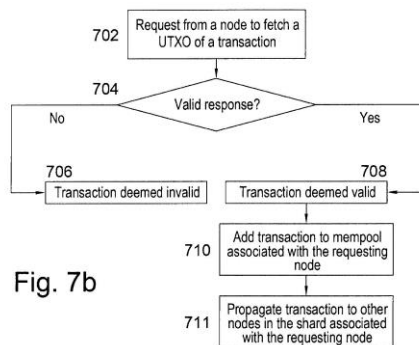 702
Request from a node to fetch a
UTXO of a transaction
704
Valid response?
No
Yes
706
Transaction deemed invalid
708
Transaction deemed valid
710
Add transaction to mempool
associated with the requesting
node
Fig. 7b
711
Propagate transaction to other
nodes in the shard associated
with the requesting node